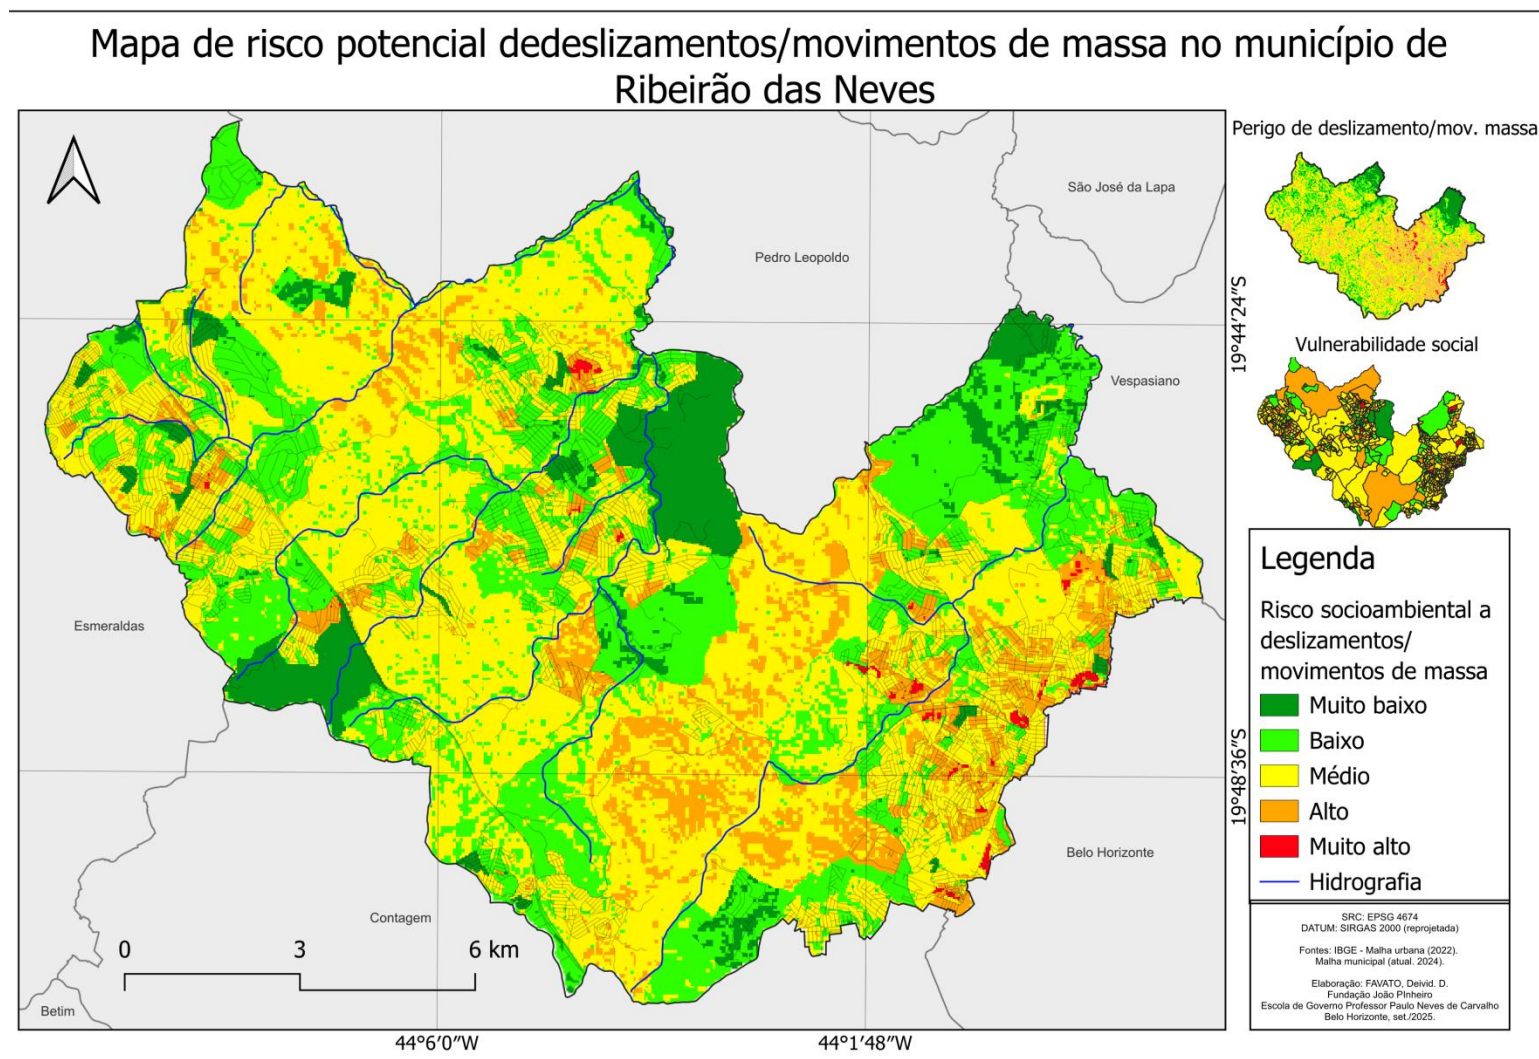 Mapa de risco potencial dedeslizamentos/movimentos de massa no município de
Ribeirão das Neves
São José da Lapa
Pedro Leopoldo
Vespasiano
Esmeraldas
Belo Horizonte
Contagem
Betim
0 3 6 km
44°6′0″W
44°1′48″W
19°44′24″S
19°48′36″S
Perigo de deslizamento/mov. massa
Vulnerabilidade social
Legenda
Risco socioambiental a
deslizamentos/
movimentos de massa
Muito baixo
Baixo
Médio
Alto
Muito alto
Hidrografia
SRC: EPSG 4674
DATUM: SIRGAS 2000 (reprojetada)
Fontes: IBGE - Malha urbana (2022).
Malha municipal (atual. 2024).
Elaboração: FAVATO, Deivid. D.
Fundação João PInheiro
Escola de Governo Professor Paulo Neves de Carvalho
Belo Horizonte, set./2025.